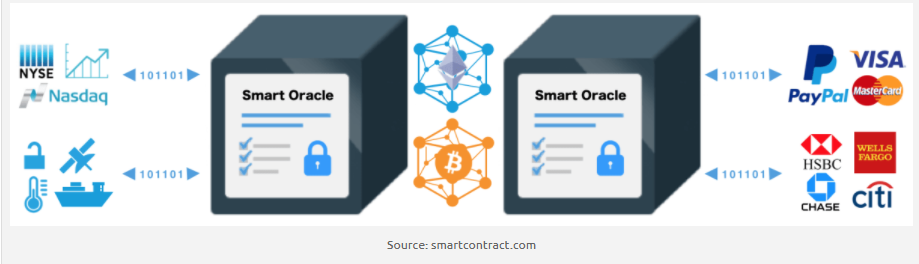 NYSE
Nasdaq
101101
101101
Smart Oracle
Smart Oracle
101101
101101
PayPal
VISA
MasterCard
HSBC
WELLS
FARGO
CHASE
citi
Source: smartcontract.com